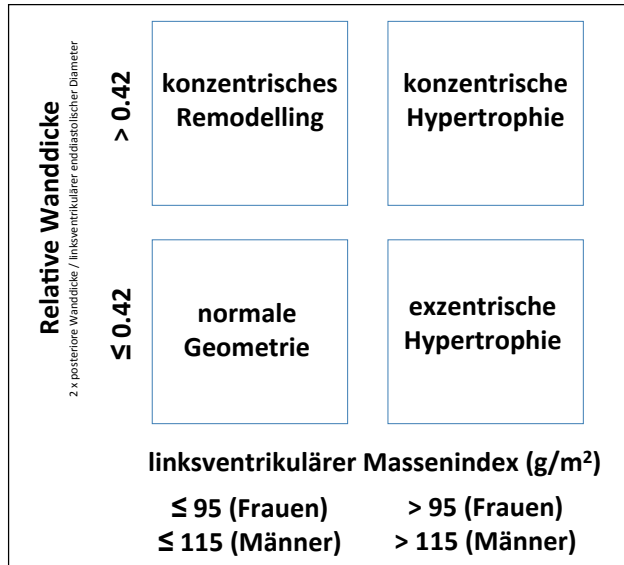 Relative Wanddicke
2 x posteriore Wanddicke / linksventrikulärer enddiastolischer Diameter
> 0.42
konzentrisches
Remodelling
konzentrische
Hypertrophie
≤ 0.42
normale
Geometrie
exzentrische
Hypertrophie
linksventrikulärer Massenindex (g/m²)
≤ 95 (Frauen)
≤ 115 (Männer)
> 95 (Frauen)
> 115 (Männer)